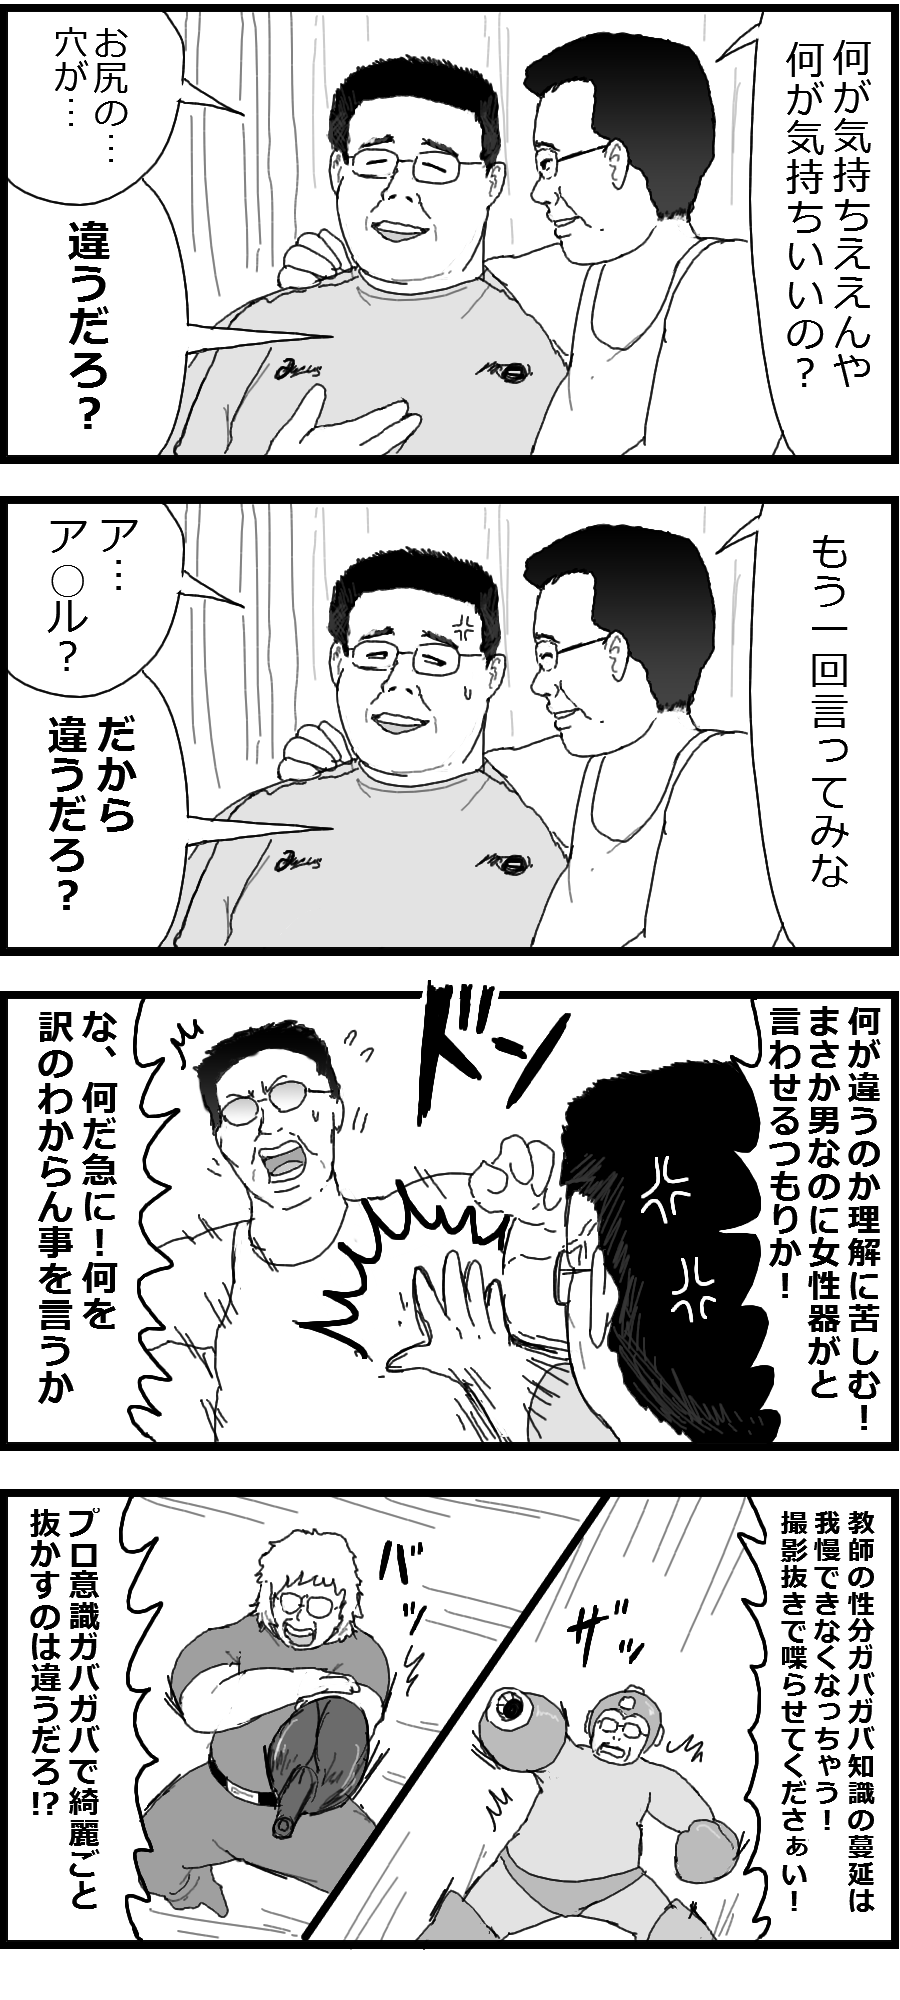 何が気持ちええんや
何が気持ちいいの？
お尻の…
穴が…
違うだろ？
もう一回言ってみな
ア…
ア○ル？
だから
違うだろ？
何が違うのか理解に苦しむ！
まさか男なのに女性器がと
言わせるつもりか！
ドン
な、何だ急に！何を
訳のわからん事を言うか
教師の性分ガバガバ知識の蔓延は
我慢できなくなっちゃう！
撮影抜きで喋らせてくださぁい！
ザッ
バッ
プロ意識ガバガバで綺麗ごと
抜かすのは違うだろ!?